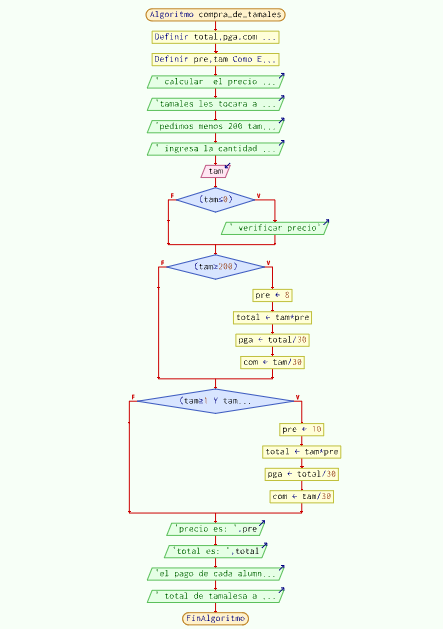 Algoritmo compra_de_tamales
Definir total,pga,com ...
Definir pre,tam Como E...
' calcular el precio ...
'tamales les tocara a ...
'pedimos menos 200 tam...
' ingresa la cantidad ...
tam
F (tam≤0) V
' verificar precio'
F (tam≥200) V
pre ← 8
total ← tam*pre
pga ← total/30
com ← tam/30
F (tam≥1 Y tam... V
pre ← 10
total ← tam*pre
pga ← total/30
com ← tam/30
'precio es: ',pre
'total es: ',total
'el pago de cada alumn...
' total de tamalesa a ...
FinAlgoritmo